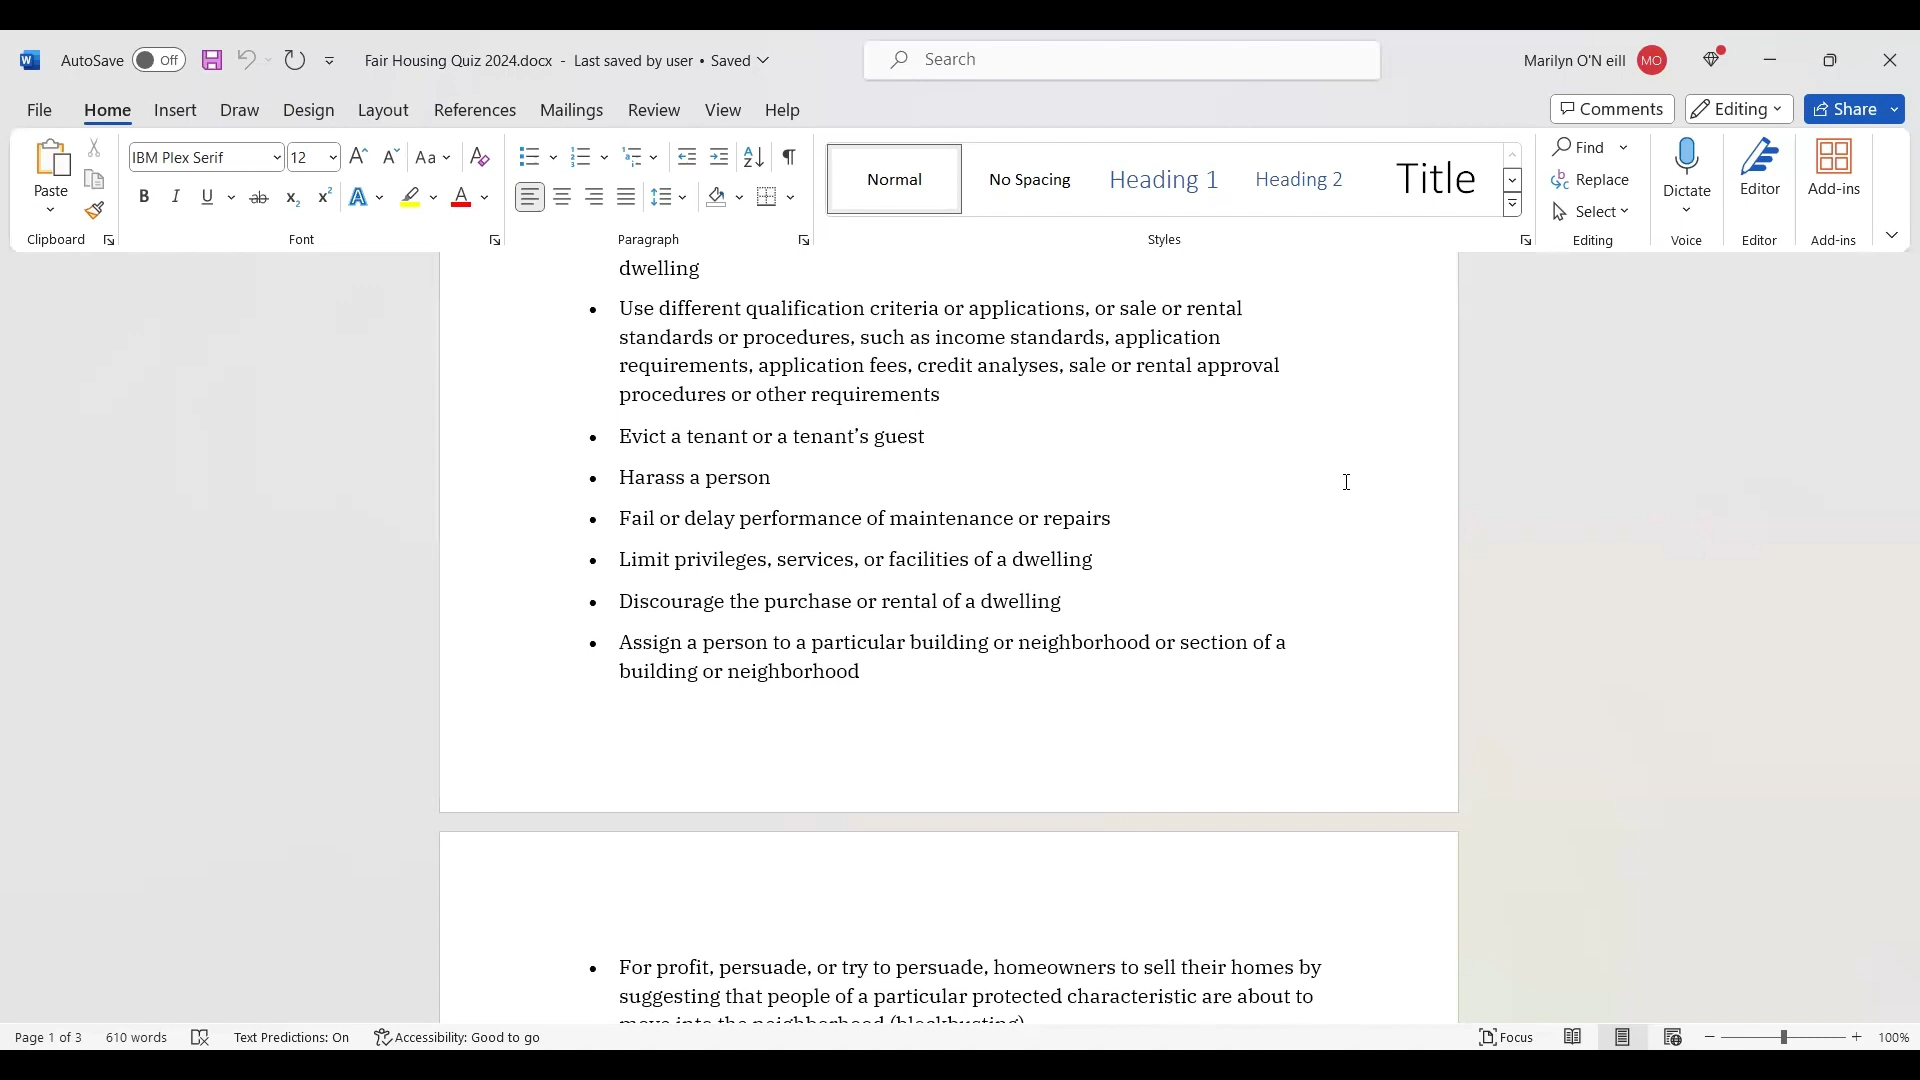 AutoSave Off Fair Housing Quiz 2024.docx - Last saved by user • Saved Search Marilyn O'N eill MO
File Home Insert Draw Design Layout References Mailings Review View Help Comments Editing Share
Paste IBM Plex Serif 12 Aa Normal No Spacing Heading 1 Heading 2 Title Find Replace Select Dictate Editor Add-ins
Clipboard Font Paragraph Styles Editing Voice Editor Add-ins
dwelling
• Use different qualification criteria or applications, or sale or rental
standards or procedures, such as income standards, application
requirements, application fees, credit analyses, sale or rental approval
procedures or other requirements
• Evict a tenant or a tenant’s guest
• Harass a person
• Fail or delay performance of maintenance or repairs
• Limit privileges, services, or facilities of a dwelling
• Discourage the purchase or rental of a dwelling
• Assign a person to a particular building or neighborhood or section of a
building or neighborhood
• For profit, persuade, or try to persuade, homeowners to sell their homes by
suggesting that people of a particular protected characteristic are about to
move into the neighborhood (blockbusting)
Page 1 of 3 610 words Text Predictions: On Accessibility: Good to go Focus 100%